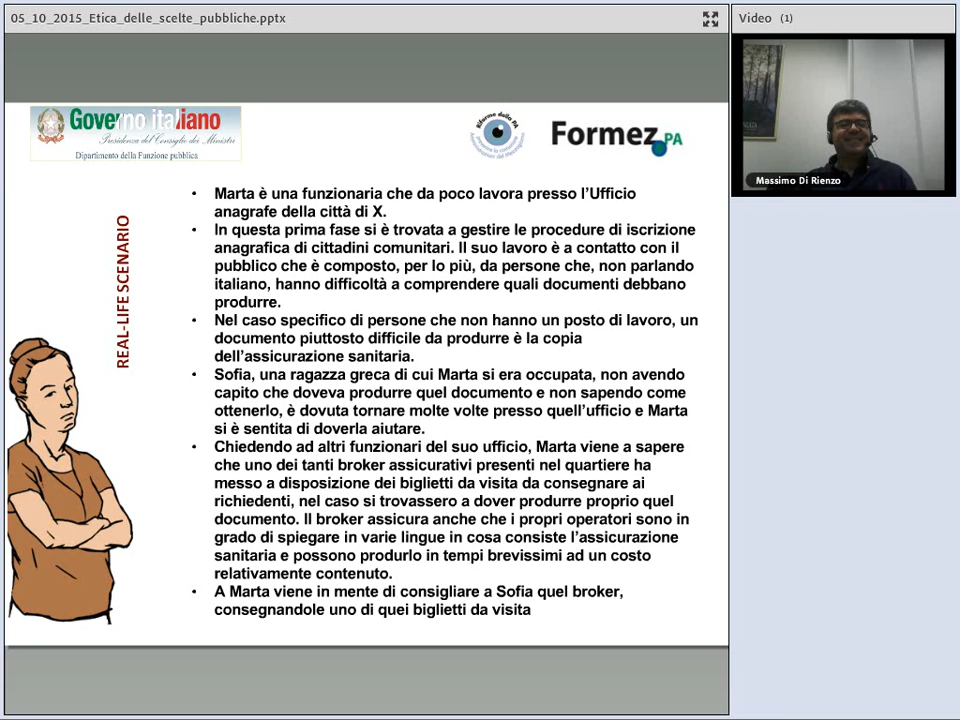 05_10_2015_Etica_delle_scelte_pubbliche.pptx
Video (1)
Massimo Di Rienzo
Governo italiano
Presidenza del Consiglio dei Ministri
Dipartimento della Funzione pubblica
Formez PA
REAL-LIFE SCENARIO
• Marta è una funzionaria che da poco lavora presso l'Ufficio
anagrafe della città di X.
• In questa prima fase si è trovata a gestire le procedure di iscrizione
anagrafica di cittadini comunitari. Il suo lavoro è a contatto con il
pubblico che è composto, per lo più, da persone che, non parlando
italiano, hanno difficoltà a comprendere quali documenti debbano
produrre.
• Nel caso specifico di persone che non hanno un posto di lavoro, un
documento piuttosto difficile da produrre è la copia
dell'assicurazione sanitaria.
• Sofia, una ragazza greca di cui Marta si era occupata, non avendo
capito che doveva produrre quel documento e non sapendo come
ottenerlo, è dovuta tornare molte volte presso quell'ufficio e Marta
si è sentita di doverla aiutare.
• Chiedendo ad altri funzionari del suo ufficio, Marta viene a sapere
che uno dei tanti broker assicurativi presenti nel quartiere ha
messo a disposizione dei biglietti da visita da consegnare ai
richiedenti, nel caso si trovassero a dover produrre proprio quel
documento. Il broker assicura anche che i propri operatori sono in
grado di spiegare in varie lingue in cosa consiste l'assicurazione
sanitaria e possono produrlo in tempi brevissimi ad un costo
relativamente contenuto.
• A Marta viene in mente di consigliare a Sofia quel broker,
consegnandole uno di quei biglietti da visita